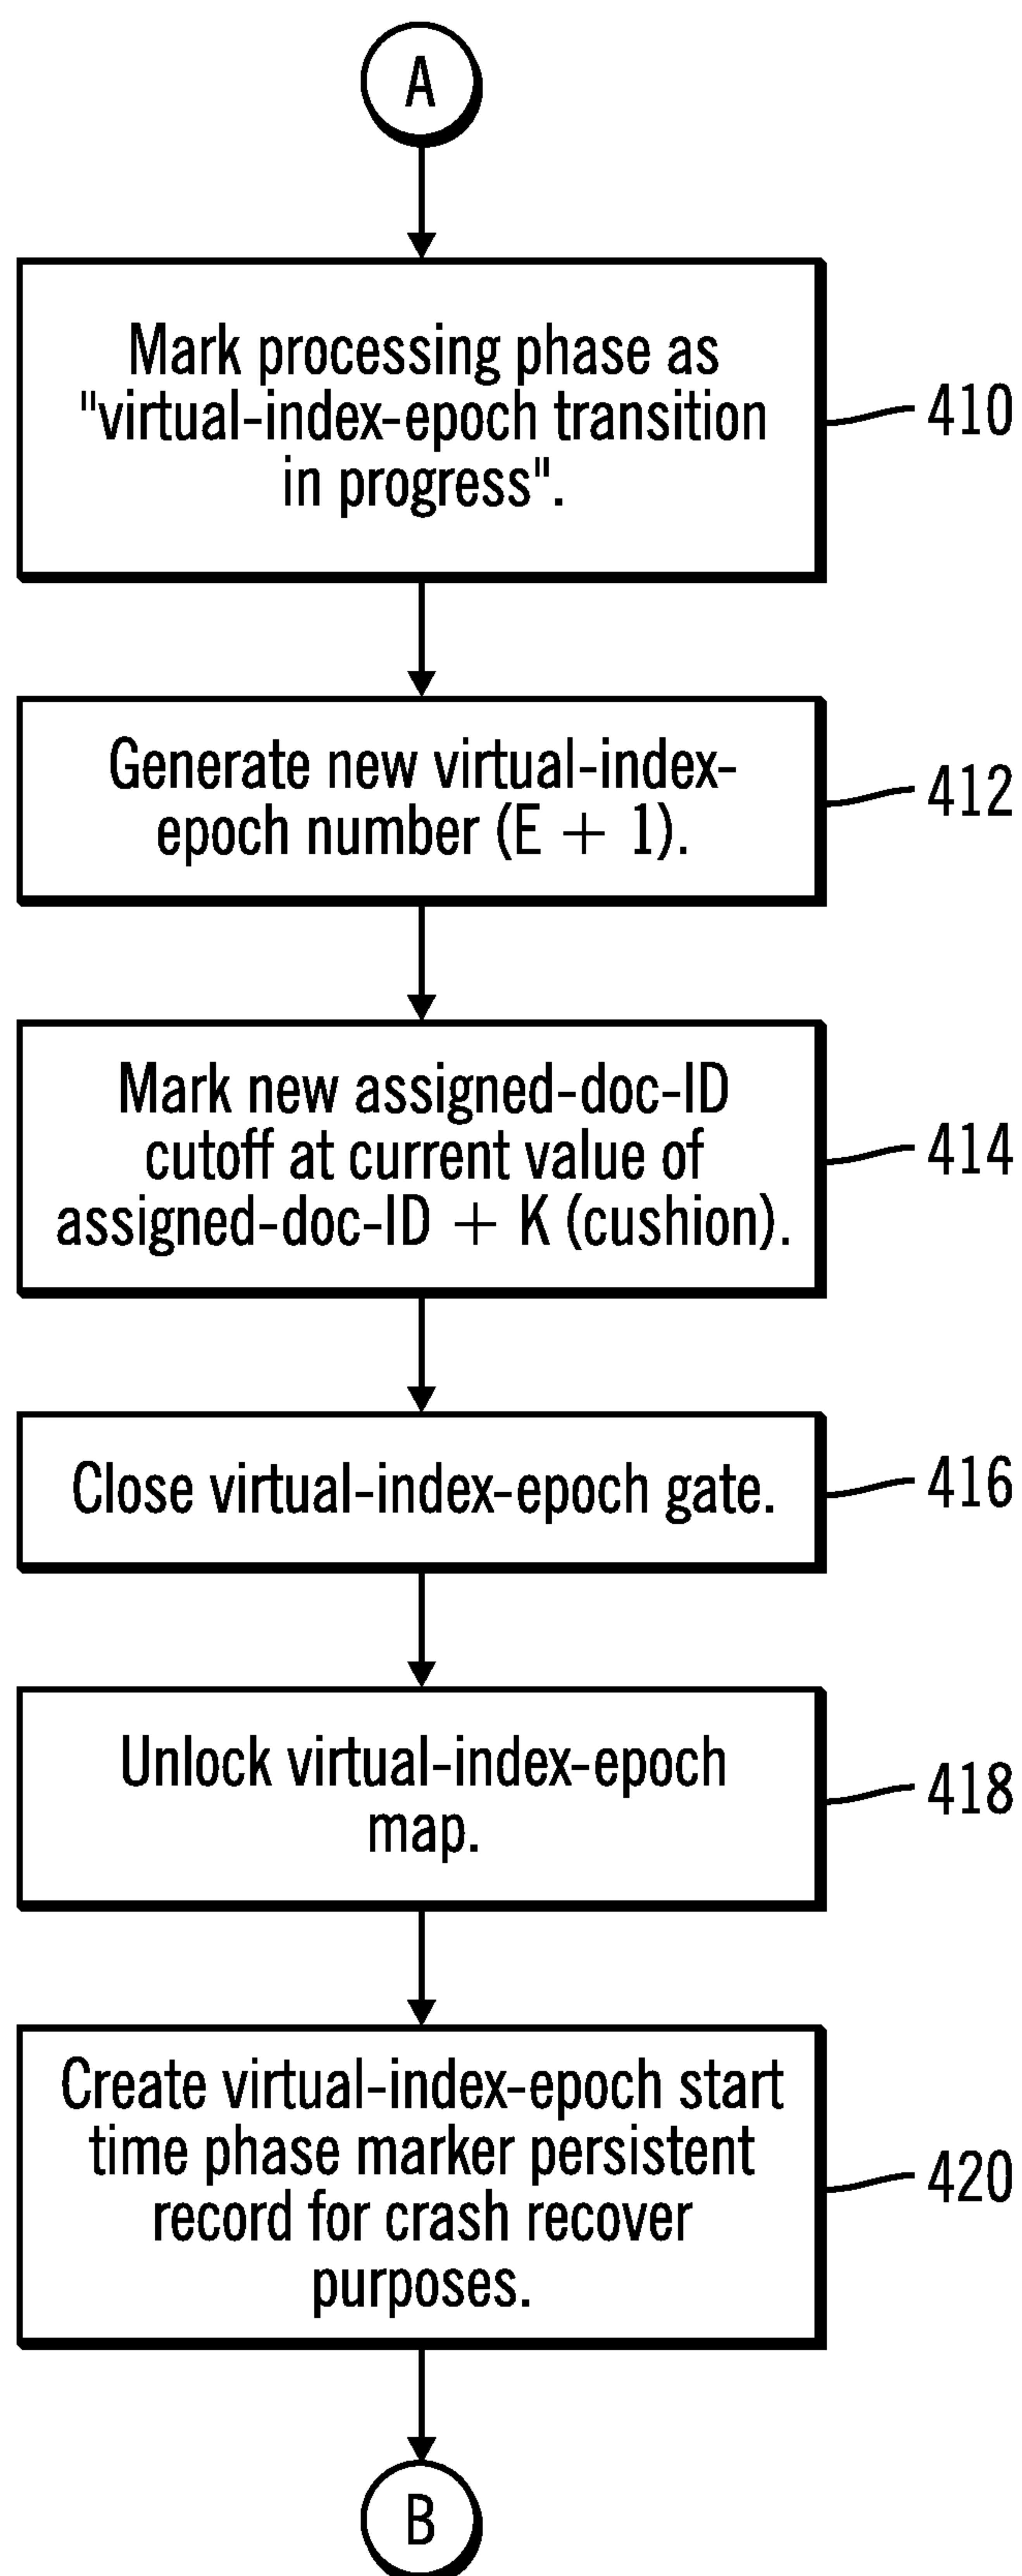 A
Mark processing phase as
"virtual-index-epoch transition
in progress".
410
Generate new virtual-index-
epoch number (E + 1).
412
Mark new assigned-doc-ID
cutoff at current value of
assigned-doc-ID + K (cushion).
414
Close virtual-index-epoch gate.
416
Unlock virtual-index-epoch
map.
418
Create virtual-index-epoch start
time phase marker persistent
record for crash recover
purposes.
420
B